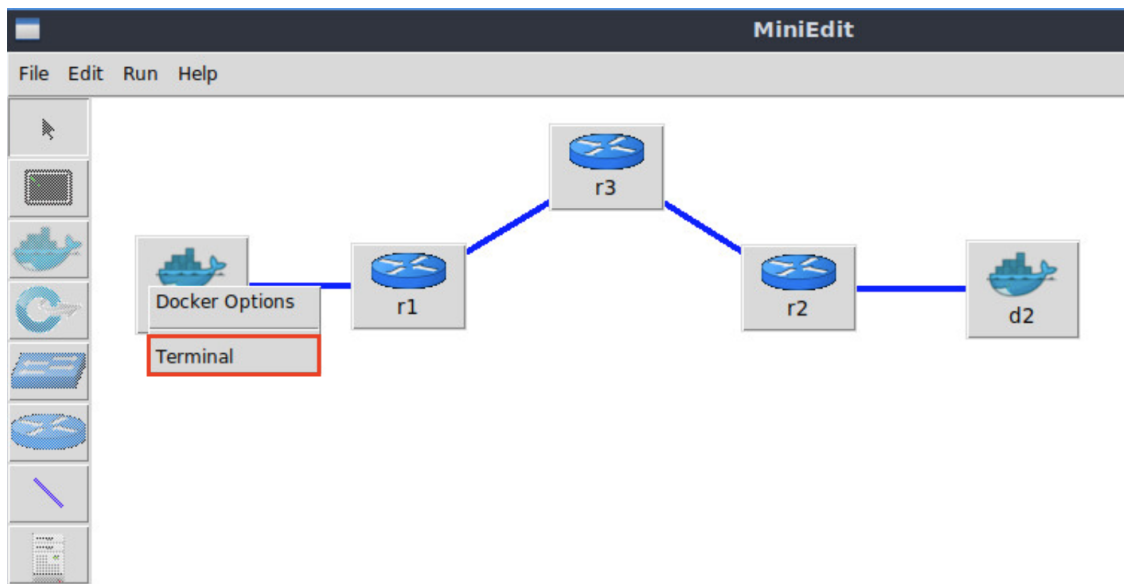 MiniEdit
File Edit Run Help
r3
r1
r2
d2
Docker Options
Terminal